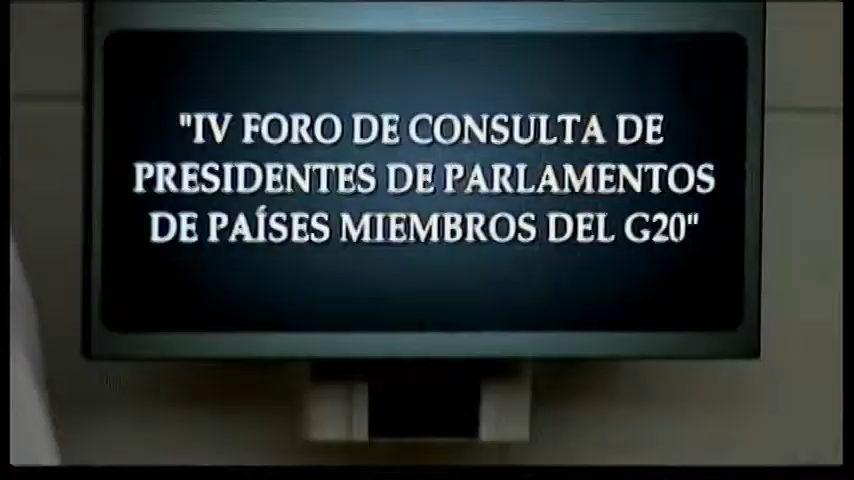 "IV FORO DE CONSULTA DE
PRESIDENTES DE PARLAMENTOS
DE PAÍSES MIEMBROS DEL G20"